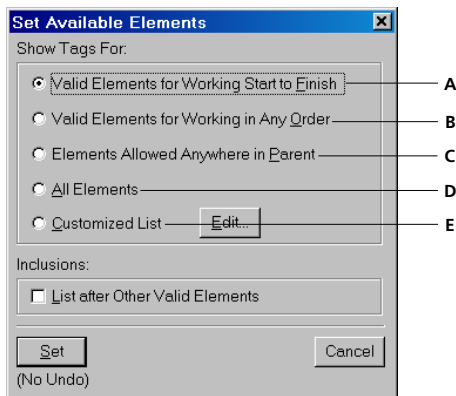 Set Available Elements
Show Tags For:
Valid Elements for Working Start to Finish
A
Valid Elements for Working in Any Order
B
Elements Allowed Anywhere in Parent
C
All Elements
D
Customized List
Edit...
E
Inclusions:
List after Other Valid Elements
Set
Cancel
(No Undo)